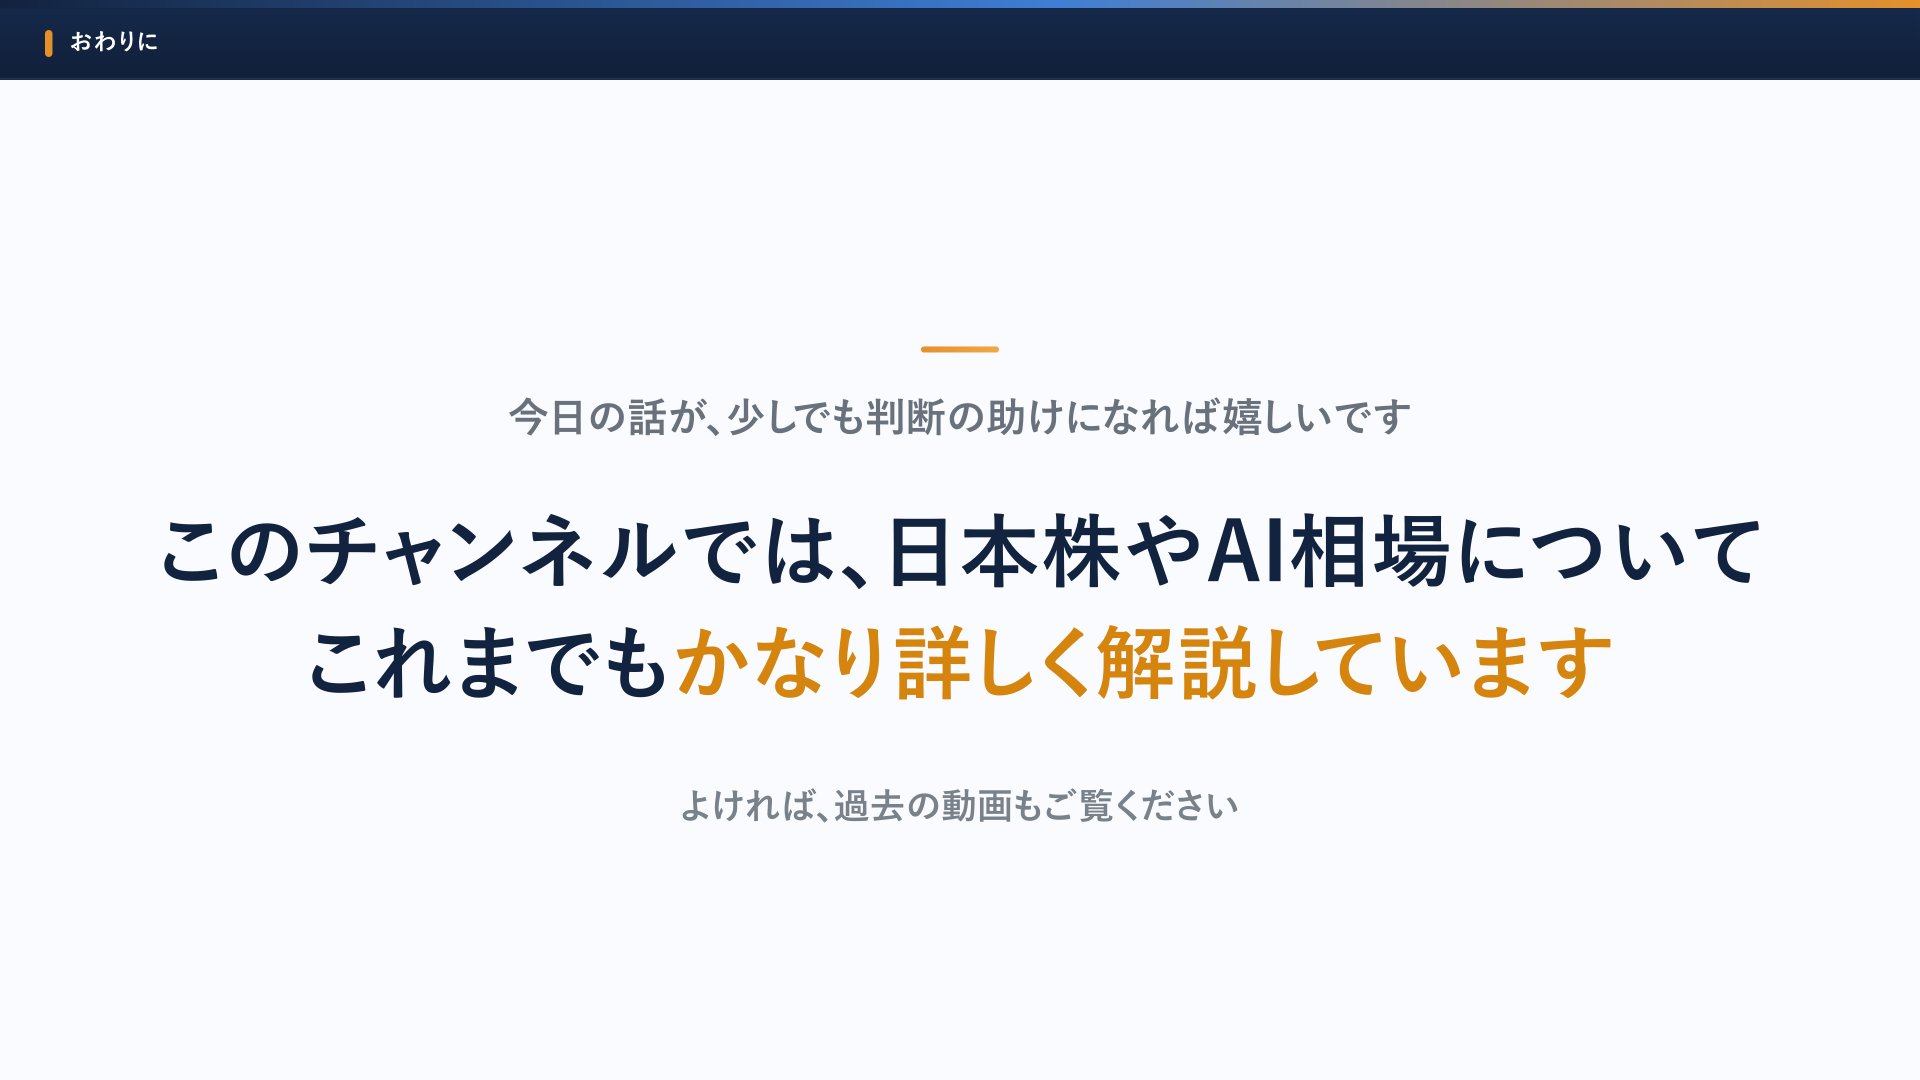 おわりに
今日の話が、少しでも判断の助けになれば嬉しいです
このチャンネルでは、日本株やAI相場について
これまでもかなり詳しく解説しています
よければ、過去の動画もご覧ください